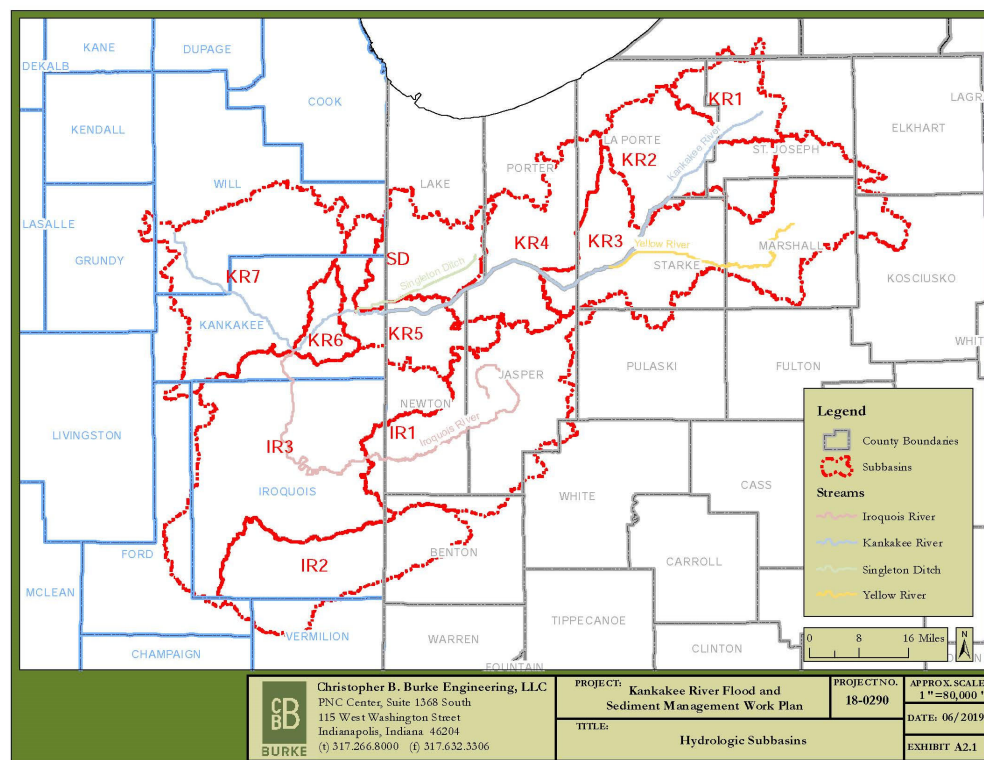 KANE
DUPAGE
DEKALB
COOK
KENDALL
LAGR
ELKHART
KR1
LA PORTE
ST. JOSEPH
KR2
Kankakee River
PORTER
LAKE
WILL
LASALLE
GRUNDY
KR4
KR3
Yellow River
MARSHALL
STARKE
SD
KR7
Singleton Ditch
KOSCIUSKO
KANKAKEE
KR6
KR5
WHIT
PULASKI
FULTON
JASPER
NEWTON
IR1
Iroquois River
LIVINGSTON
IR3
IROQUOIS
WHITE
CASS
FORD
BENTON
IR2
CARROLL
MCLEAN
TIPPECANOE
VERMILION
WARREN
CLINTON
CHAMPAIGN
FOUNTAIN
Legend
County Boundaries
Subbasins
Streams
Iroquois River
Kankakee River
Singleton Ditch
Yellow River
0 8 16 Miles
N
CBB
BURKE
Christopher B. Burke Engineering, LLC
PNC Center, Suite 1368 South
115 West Washington Street
Indianapolis, Indiana 46204
(t) 317.266.8000 (f) 317.632.3306
PROJECT:
Kankakee River Flood and
Sediment Management Work Plan
TITLE:
Hydrologic Subbasins
PROJECT NO.
18-0290
APPROX. SCALE
1 "=80,000 '
DATE: 06/2019
EXHIBIT A2.1